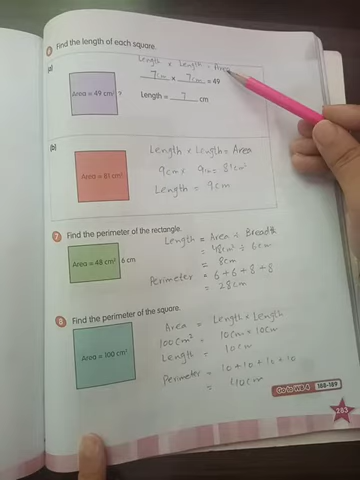 6 Find the length of each square.
Length x Length = Area
(a)
7cm x 7cm = 49
Area = 49 cm² ?
Length = 7 cm
(b)
Length x Length = Area
9cm x 9cm = 81cm²
Area = 81 cm²
Length = 9cm
7 Find the perimeter of the rectangle.
Length = Area ÷ Breadth
= 48cm² ÷ 6cm
Area = 48 cm² 6 cm
= 8cm
Perimeter = 6 + 6 + 8 + 8
= 28cm
8 Find the perimeter of the square.
Area = Length x Length
100cm² = 10cm x 10cm
Area = 100 cm²
Length = 10cm
Perimeter = 10 + 10 + 10 + 10
= 40cm
Go to WB 4 188-189
283